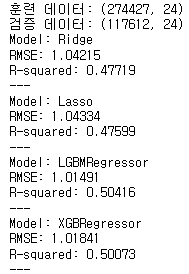 훈련 데이터: (274427, 24)
검증 데이터: (117612, 24)
Model: Ridge
RMSE: 1.04215
R-squared: 0.47719
---
Model: Lasso
RMSE: 1.04334
R-squared: 0.47599
---
Model: LGBMRegressor
RMSE: 1.01491
R-squared: 0.50416
---
Model: XGBRegressor
RMSE: 1.01841
R-squared: 0.50073
---